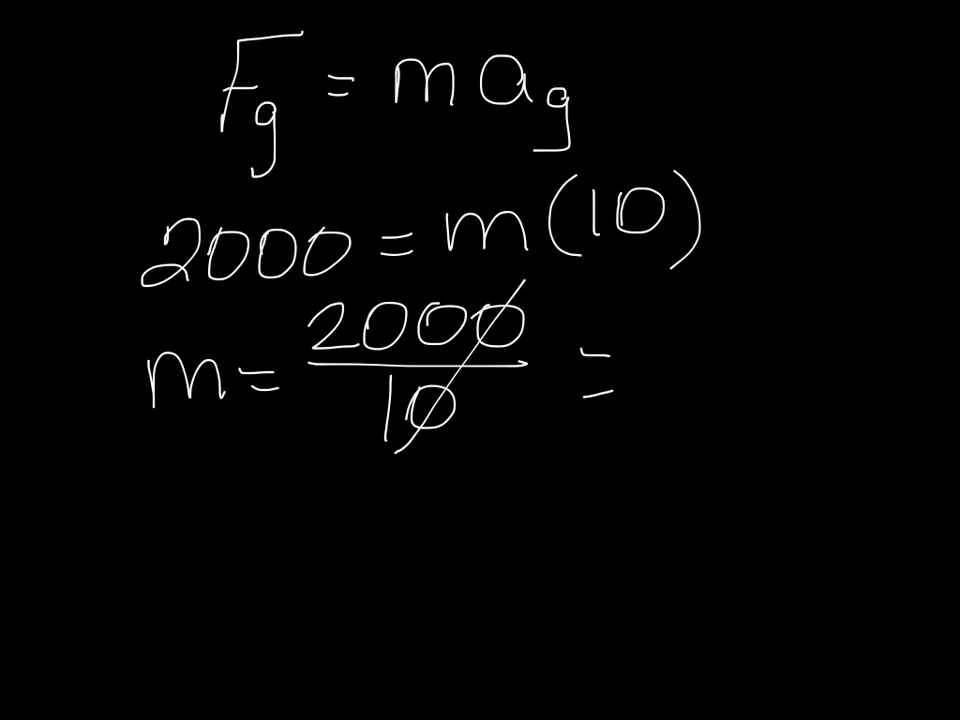 Fg = mag
2000 = m(10)
m = 2000/10 =